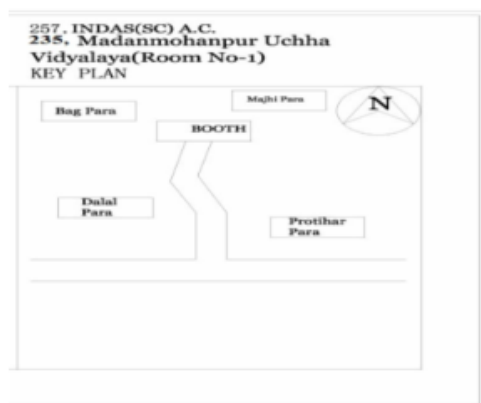 257, INDAS(SC) A.C.
235. Madanmohanpur Uchha
Vidyalaya(Room No-1)
KEY PLAN
Bag Para
Majhi Para
N
BOOTH
Dalal
Para
Protihar
Para